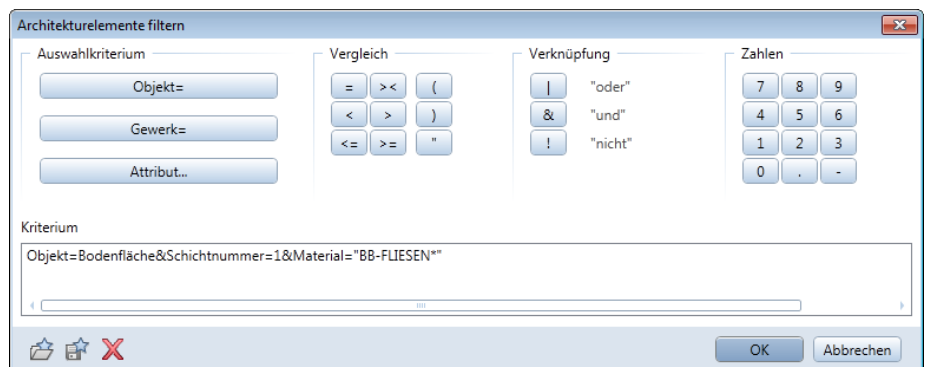 Architekturelemente filtern
Auswahlkriterium Vergleich Verknüpfung Zahlen
Objekt= = >< ( | "oder" 7 8 9
Gewerk= < > ) & "und" 4 5 6
<= >= " ! "nicht" 1 2 3
Attribut... 0 . -
Kriterium
Objekt=Bodenfläche&Schichtnummer=1&Material="BB-FLIESEN*"
OK Abbrechen